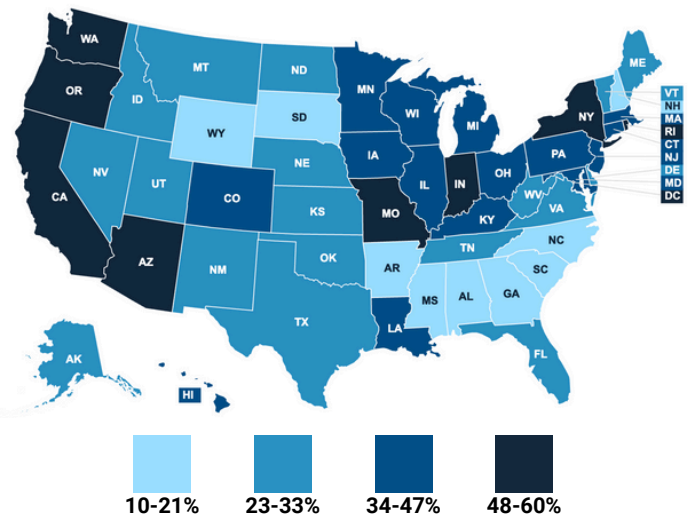 WA
OR
CA
ID
NV
AZ
MT
WY
UT
CO
NM
ND
SD
NE
KS
OK
TX
MN
IA
MO
AR
LA
WI
IL
MI
IN
OH
KY
TN
MS
AL
GA
FL
SC
NC
VA
WV
PA
NY
ME
VT
NH
MA
RI
CT
NJ
DE
MD
DC
AK
HI
10-21%
23-33%
34-47%
48-60%